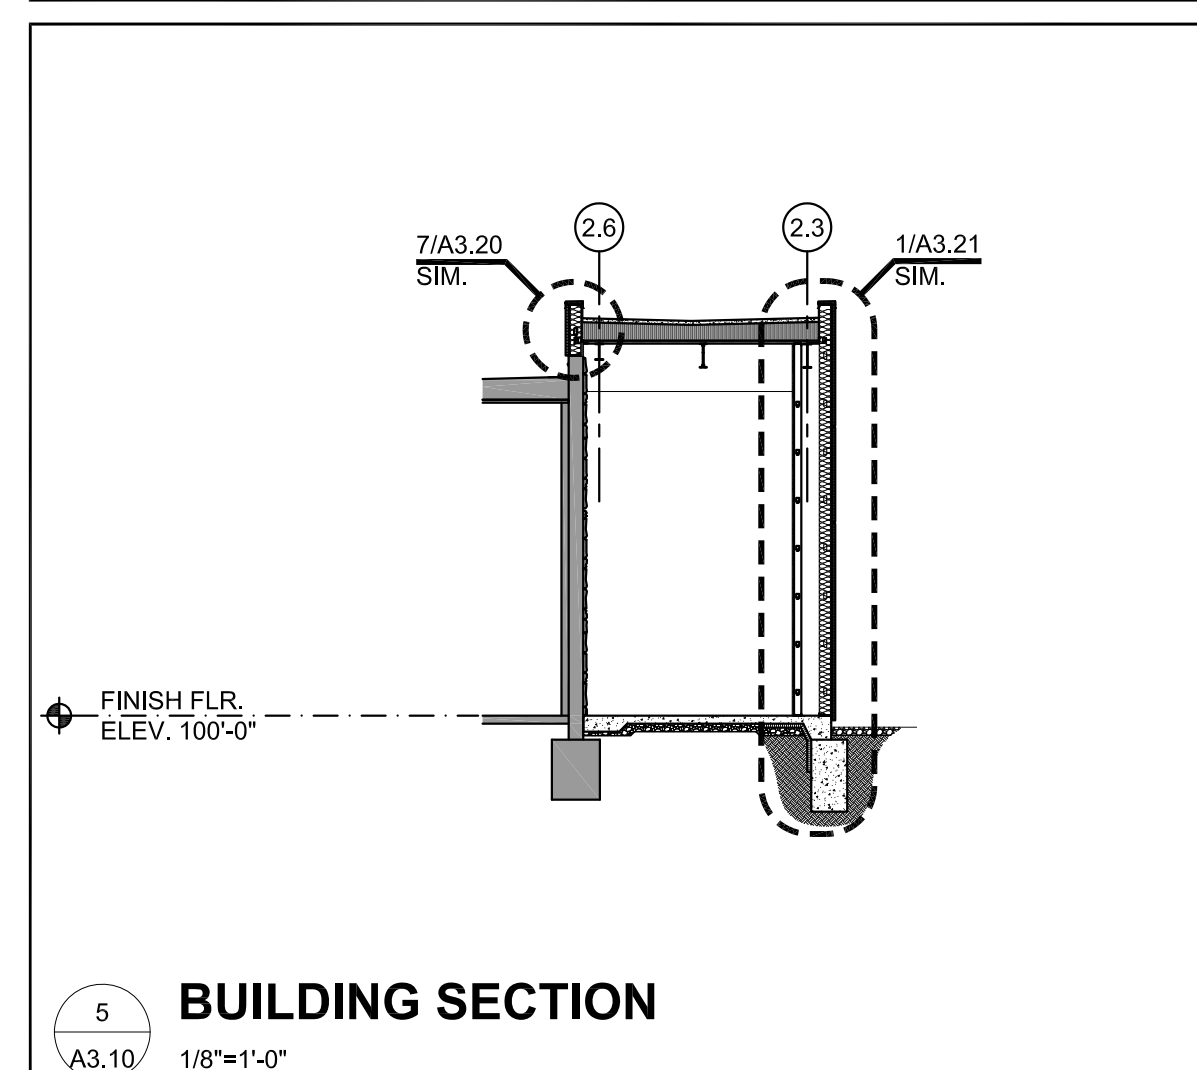 2.6
2.3
7/A3.20
SIM.
1/A3.21
SIM.
FINISH FLR.
ELEV. 100'-0"
5
BUILDING SECTION
A3.10
1/8"=1'-0"